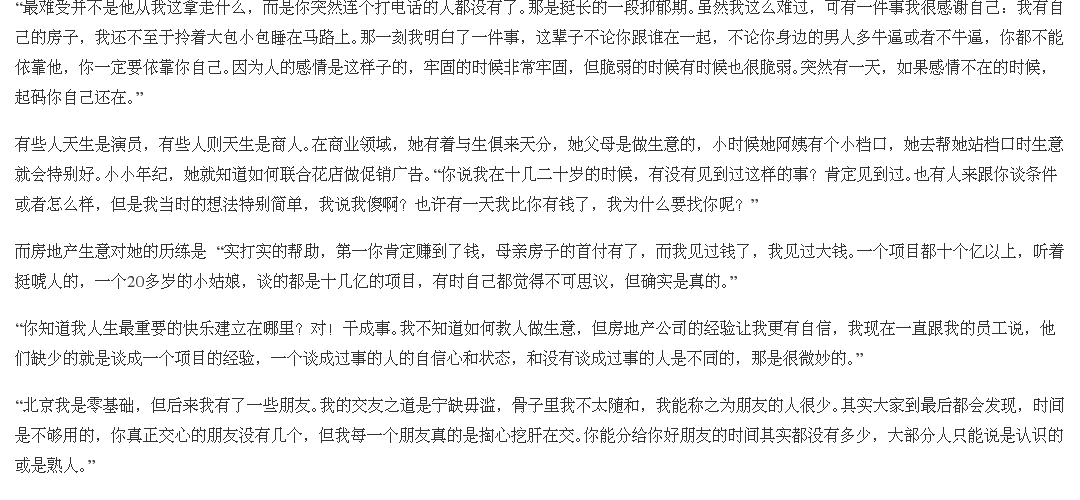 “最难受并不是他从我这拿走什么，而是你突然连个打电话的人都没有了。那是挺长的一段抑郁期。虽然我这么难过，可有一件事我很感谢自己：我有自
己的房子，我还不至于拎着大包小包睡在马路上。那一刻我明白了一件事，这辈子不论你跟谁在一起，不论你身边的男人多牛逼或者不牛逼，你都不能
依靠他，你一定要依靠你自己。因为人的感情是这样子的，牢固的时候非常牢固，但脆弱的时候有时候也很脆弱。突然有一天，如果感情不在的时候，
起码你自己还在。”
有些人天生是演员，有些人则天生是商人。在商业领域，她有着与生俱来天分，她父母是做生意的，小时候她阿姨有个小档口，她去帮她站档口时生意
就会特别好。小小年纪，她就知道如何联合花店做促销广告。“你说我在十几二十岁的时候，有没有见到过这样的事？肯定见到过。也有人来跟你谈条件
或者怎么样，但是我当时的想法特别简单，我说我傻啊？也许有一天我比你有钱了，我为什么要找你呢？”
而房地产生意对她的历练是 “实打实的帮助，第一你肯定赚到了钱，母亲房子的首付有了，而我见过钱了，我见过大钱。一个项目都十个亿以上，听着
挺唬人的，一个20多岁的小姑娘，谈的都是十几亿的项目，有时自己都觉得不可思议，但确实是真的。”
“你知道我人生最重要的快乐建立在哪里？对！干成事。我不知道如何教人做生意，但房地产公司的经验让我更有自信，我现在一直跟我的员工说，他
们缺少的就是谈成一个项目的经验，一个谈成过事的人的自信心和状态，和没有谈成过事的人是不同的，那是很微妙的。”
“北京我是零基础，但后来我有了一些朋友。我的交友之道是宁缺毋滥，骨子里我不太随和，我能称之为朋友的人很少。其实大家到最后都会发现，时间
是不够用的，你真正交心的朋友没有几个，但我每一个朋友真的是掏心挖肝在交。你能分给你好朋友的时间其实都没有多少，大部分人只能说是认识的
或是熟人。”